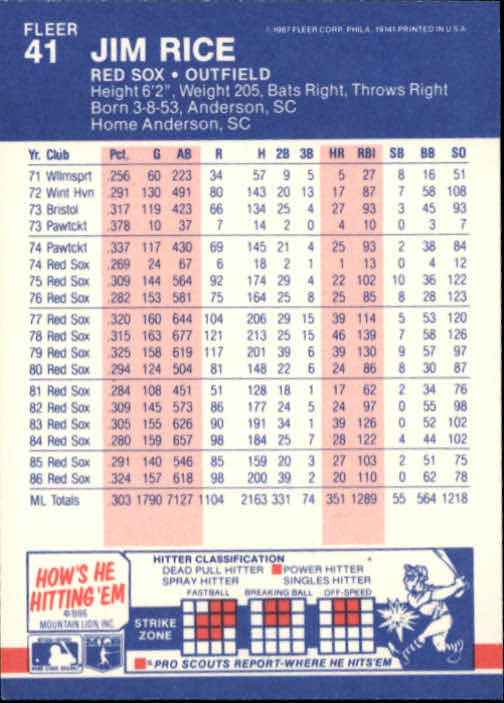 FLEER
41 JIM RICE
© 1987 FLEER CORP. PHILA. 19141 PRINTED IN U.S.A.
RED SOX • OUTFIELD
Height 6'2", Weight 205, Bats Right, Throws Right
Born 3-8-53, Anderson, SC
Home Anderson, SC
Yr. Club Pct. G AB R H 2B 3B HR RBI SB BB SO
71 Wllmsprt .256 60 223 34 57 9 5 5 27 8 16 51
72 Wint Hvn .291 130 491 80 143 20 13 17 87 7 58 108
73 Bristol .317 119 423 66 134 25 4 27 93 3 45 93
73 Pawtckt .378 10 37 7 14 2 0 4 10 0 3 7
74 Pawtckt .337 117 430 69 145 21 4 25 93 2 38 84
74 Red Sox .269 24 67 6 18 2 1 1 13 0 4 12
75 Red Sox .309 144 564 92 174 29 4 22 102 10 36 122
76 Red Sox .282 153 581 75 164 25 8 25 85 8 28 123
77 Red Sox .320 160 644 104 206 29 15 39 114 5 53 120
78 Red Sox .315 163 677 121 213 25 15 46 139 7 58 126
79 Red Sox .325 158 619 117 201 39 6 39 130 9 57 97
80 Red Sox .294 124 504 81 148 22 6 24 86 8 30 87
81 Red Sox .284 108 451 51 128 18 1 17 62 2 34 76
82 Red Sox .309 145 573 86 177 24 5 24 97 0 55 98
83 Red Sox .305 155 626 90 191 34 1 39 126 0 52 102
84 Red Sox .280 159 657 98 184 25 7 28 122 4 44 102
85 Red Sox .291 140 546 85 159 20 3 27 103 2 51 75
86 Red Sox .324 157 618 98 200 39 2 20 110 0 62 78
ML Totals .303 1790 7127 1104 2163 331 74 351 1289 55 564 1218
HOW'S HE
HITTING 'EM
©1986
MOUNTAIN LION, INC
HITTER CLASSIFICATION
DEAD PULL HITTER POWER HITTER
SPRAY HITTER SINGLES HITTER
FASTBALL BREAKING BALL OFF-SPEED
STRIKE
ZONE
= PRO SCOUTS REPORT-WHERE HE HITS'EM